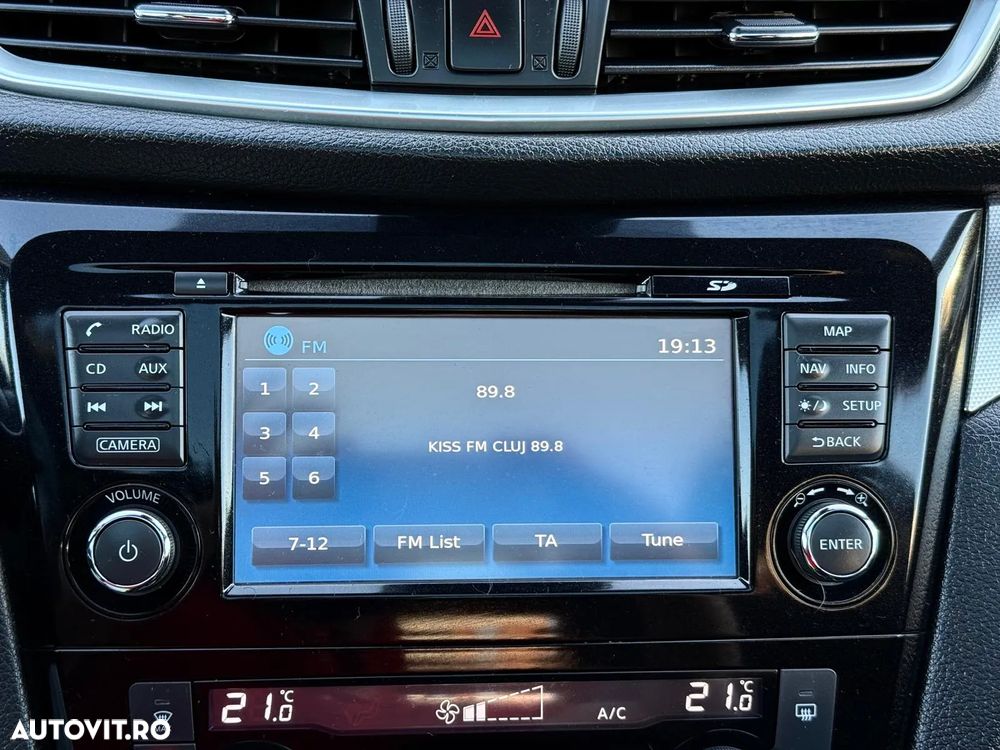 SD
RADIO
CD AUX
CAMERA
VOLUME
FM 19:13
1 2
89.8
3 4
KISS FM CLUJ 89.8
5 6
7-12 FM List TA Tune
MAP
NAV INFO
SETUP
BACK
ENTER
21.0 °C
A/C
21.0 °C
AUTOVIT.RO